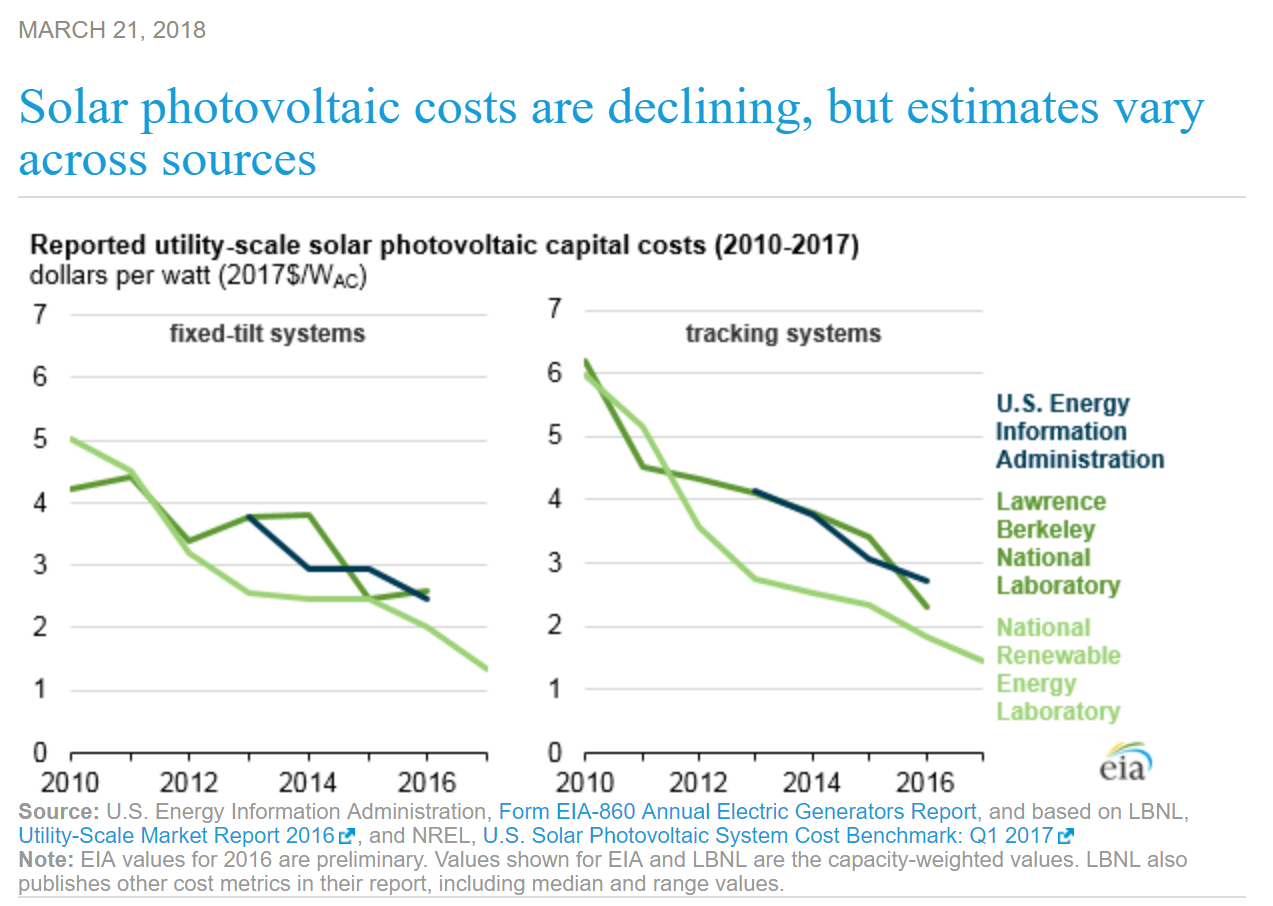 MARCH 21, 2018
Solar photovoltaic costs are declining, but estimates vary
across sources
Reported utility-scale solar photovoltaic capital costs (2010-2017)
dollars per watt (2017$/WAC)
7
fixed-tilt systems
6
5
4
3
2
1
0
2010
2012
2014
2016
7
tracking systems
6
5
4
3
2
1
0
2010
2012
2014
2016
U.S. Energy
Information
Administration
Lawrence
Berkeley
National
Laboratory
National
Renewable
Energy
Laboratory
eia
Source: U.S. Energy Information Administration, Form EIA-860 Annual Electric Generators Report, and based on LBNL,
Utility-Scale Market Report 2016, and NREL, U.S. Solar Photovoltaic System Cost Benchmark: Q1 2017
Note: EIA values for 2016 are preliminary. Values shown for EIA and LBNL are the capacity-weighted values. LBNL also
publishes other cost metrics in their report, including median and range values.